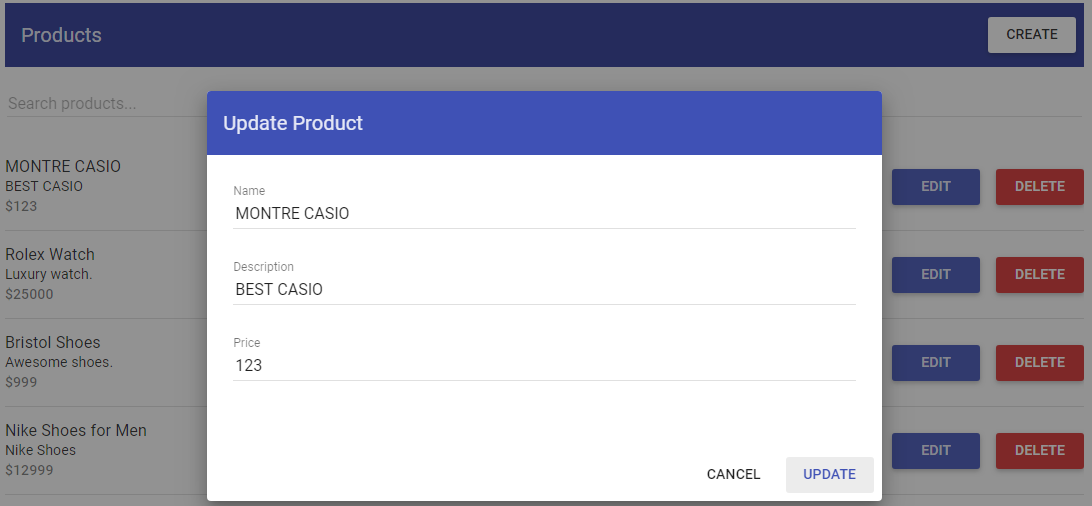 Products
CREATE
Search products...
MONTRE CASIO
BEST CASIO
$123
EDIT
DELETE
Rolex Watch
Luxury watch.
$25000
EDIT
DELETE
Bristol Shoes
Awesome shoes.
$999
EDIT
DELETE
Nike Shoes for Men
Nike Shoes
$12999
EDIT
DELETE
Update Product
Name
MONTRE CASIO
Description
BEST CASIO
Price
123
CANCEL
UPDATE